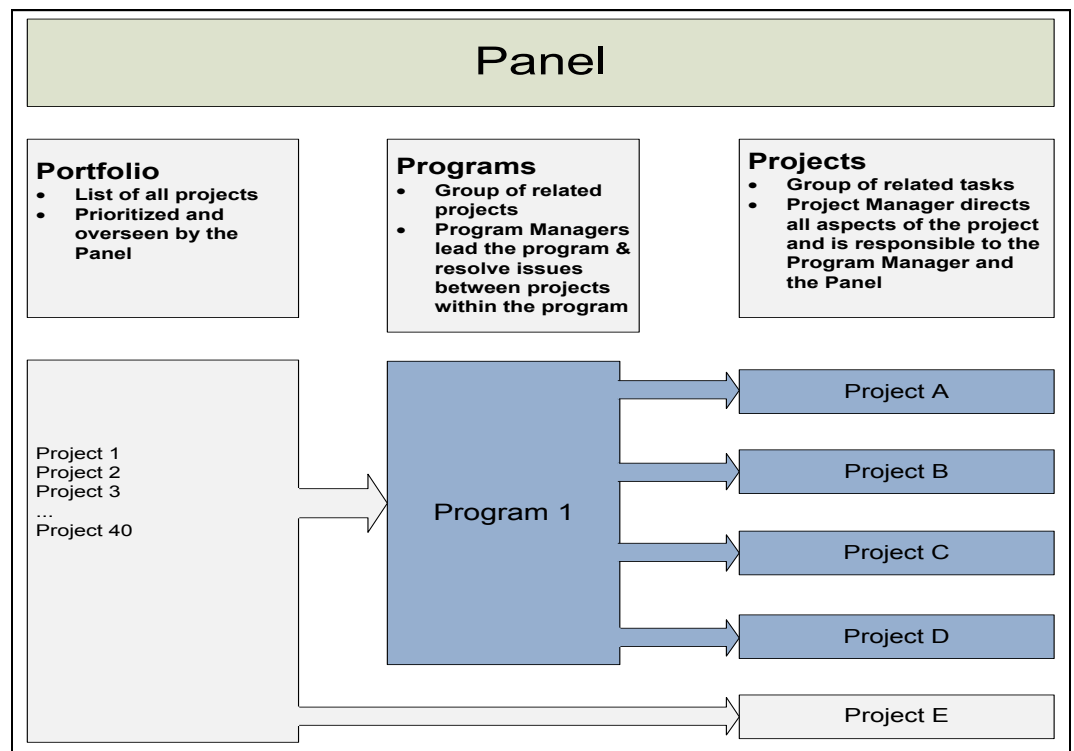 Panel
Portfolio
• List of all projects
• Prioritized and
overseen by the
Panel
Programs
• Group of related
projects
• Program Managers
lead the program &
resolve issues
between projects
within the program
Projects
• Group of related tasks
• Project Manager directs
all aspects of the project
and is responsible to the
Program Manager and
the Panel
Project 1
Project 2
Project 3
...
Project 40
Program 1
Project A
Project B
Project C
Project D
Project E